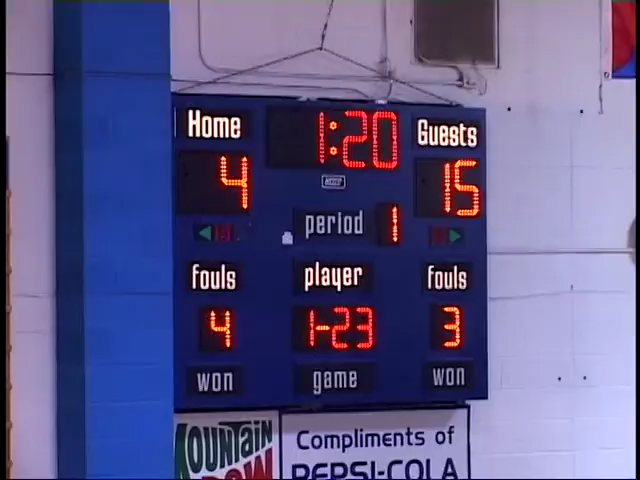 Home 1:20 Guests
4 15
period 1
fouls player fouls
4 1-23 3
won game won
MOUNTAIN DEW
Compliments of
PEPSI-COLA